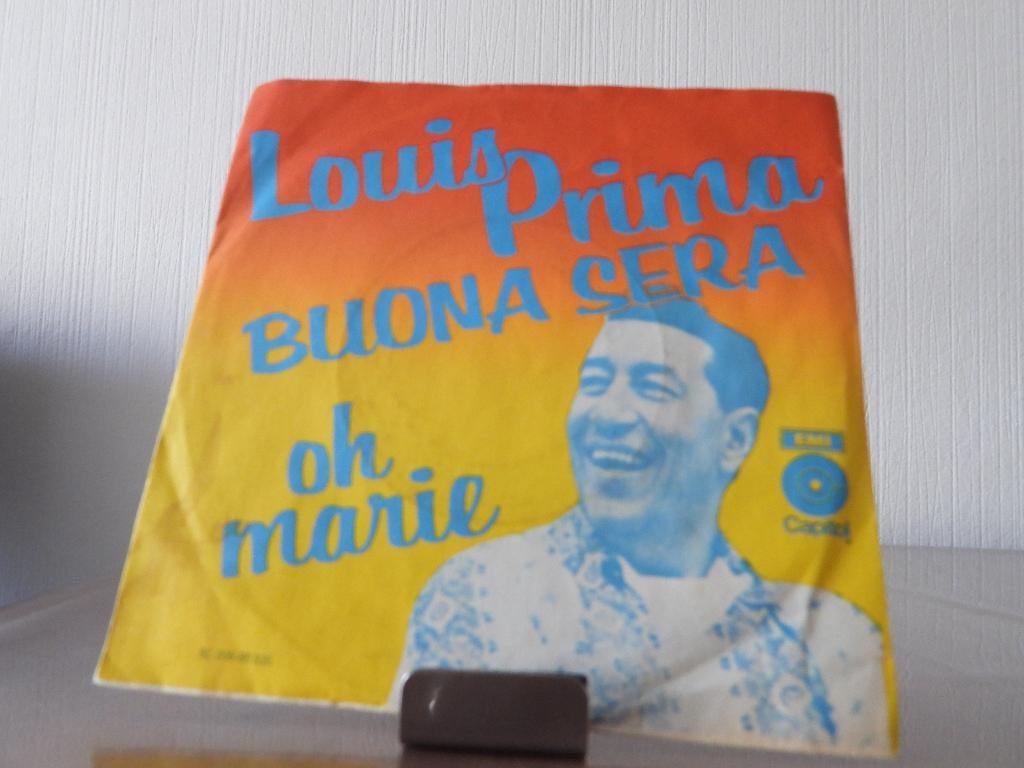 Louis Prima
BUONA SERA
oh
marie
EMI
Capitol